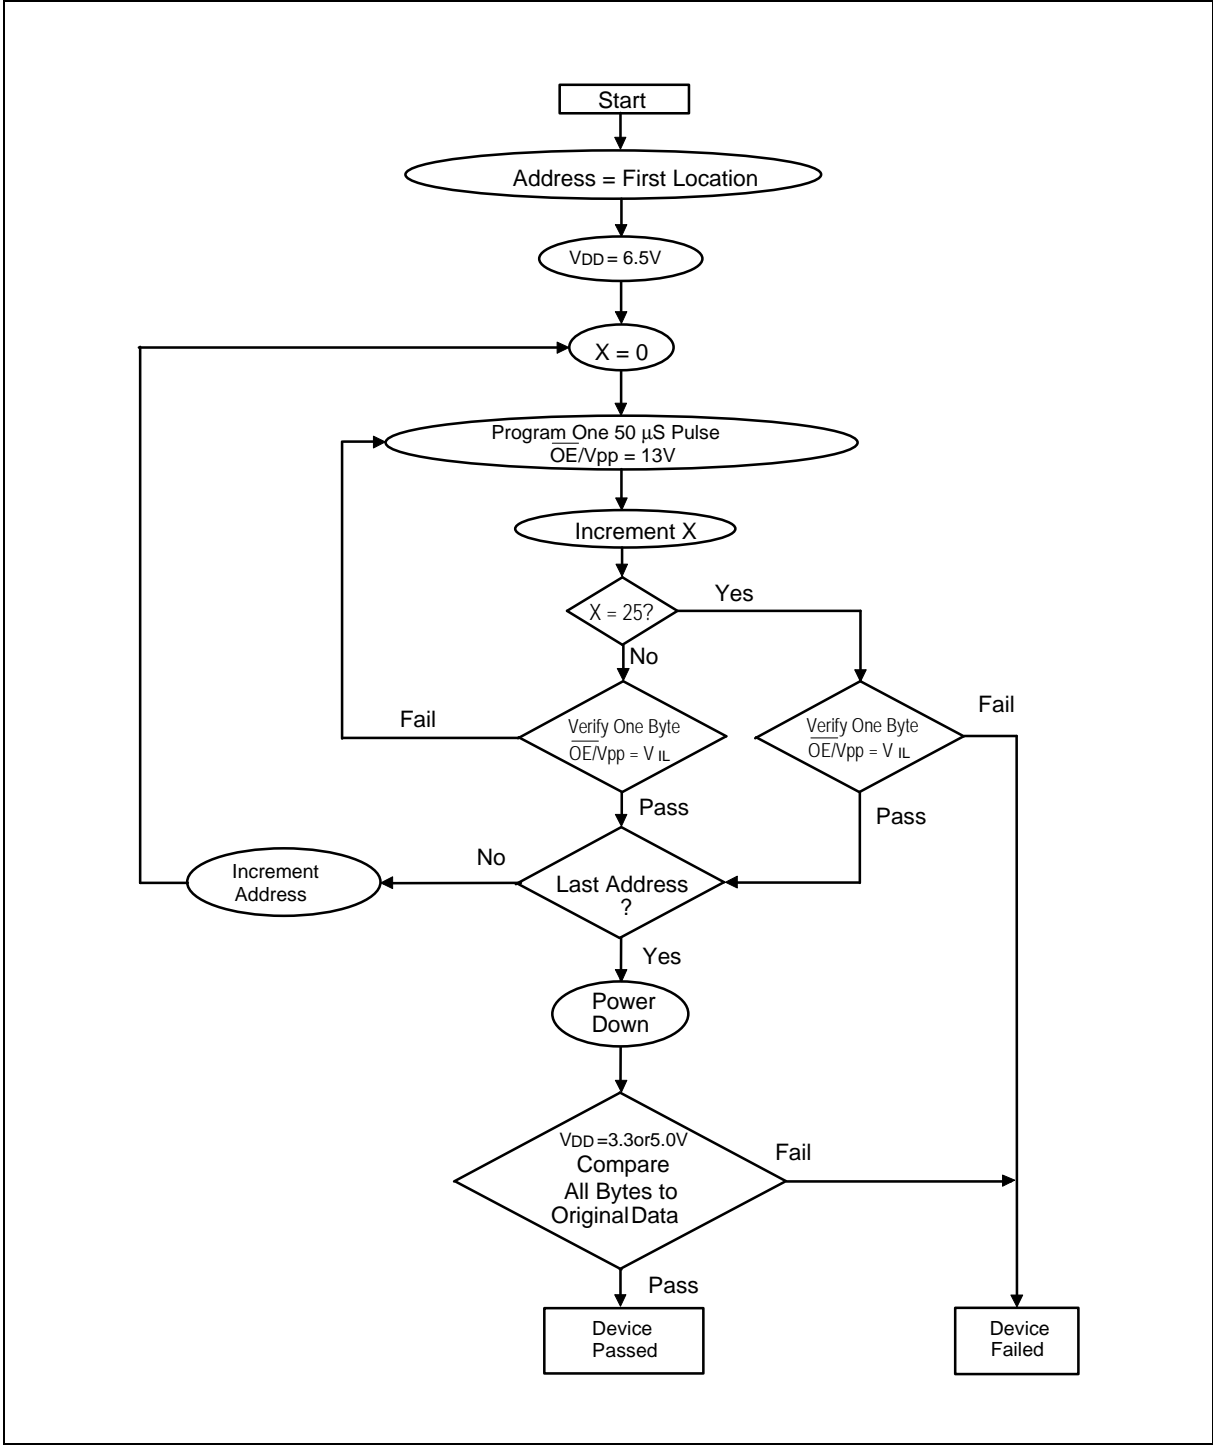 Start
Address = First Location
VDD = 6.5V
X = 0
Program One 50 µS Pulse
O̅E̅/Vpp = 13V
Increment X
X = 25?
Yes
No
Fail
Verify One Byte
O̅E̅/Vpp = V IL
Verify One Byte
O̅E̅/Vpp = V IL
Fail
Pass
Pass
Increment
Address
No
Last Address
?
Yes
Power
Down
VDD =3.3or5.0V
Compare
All Bytes to
Original Data
Fail
Pass
Device
Passed
Device
Failed